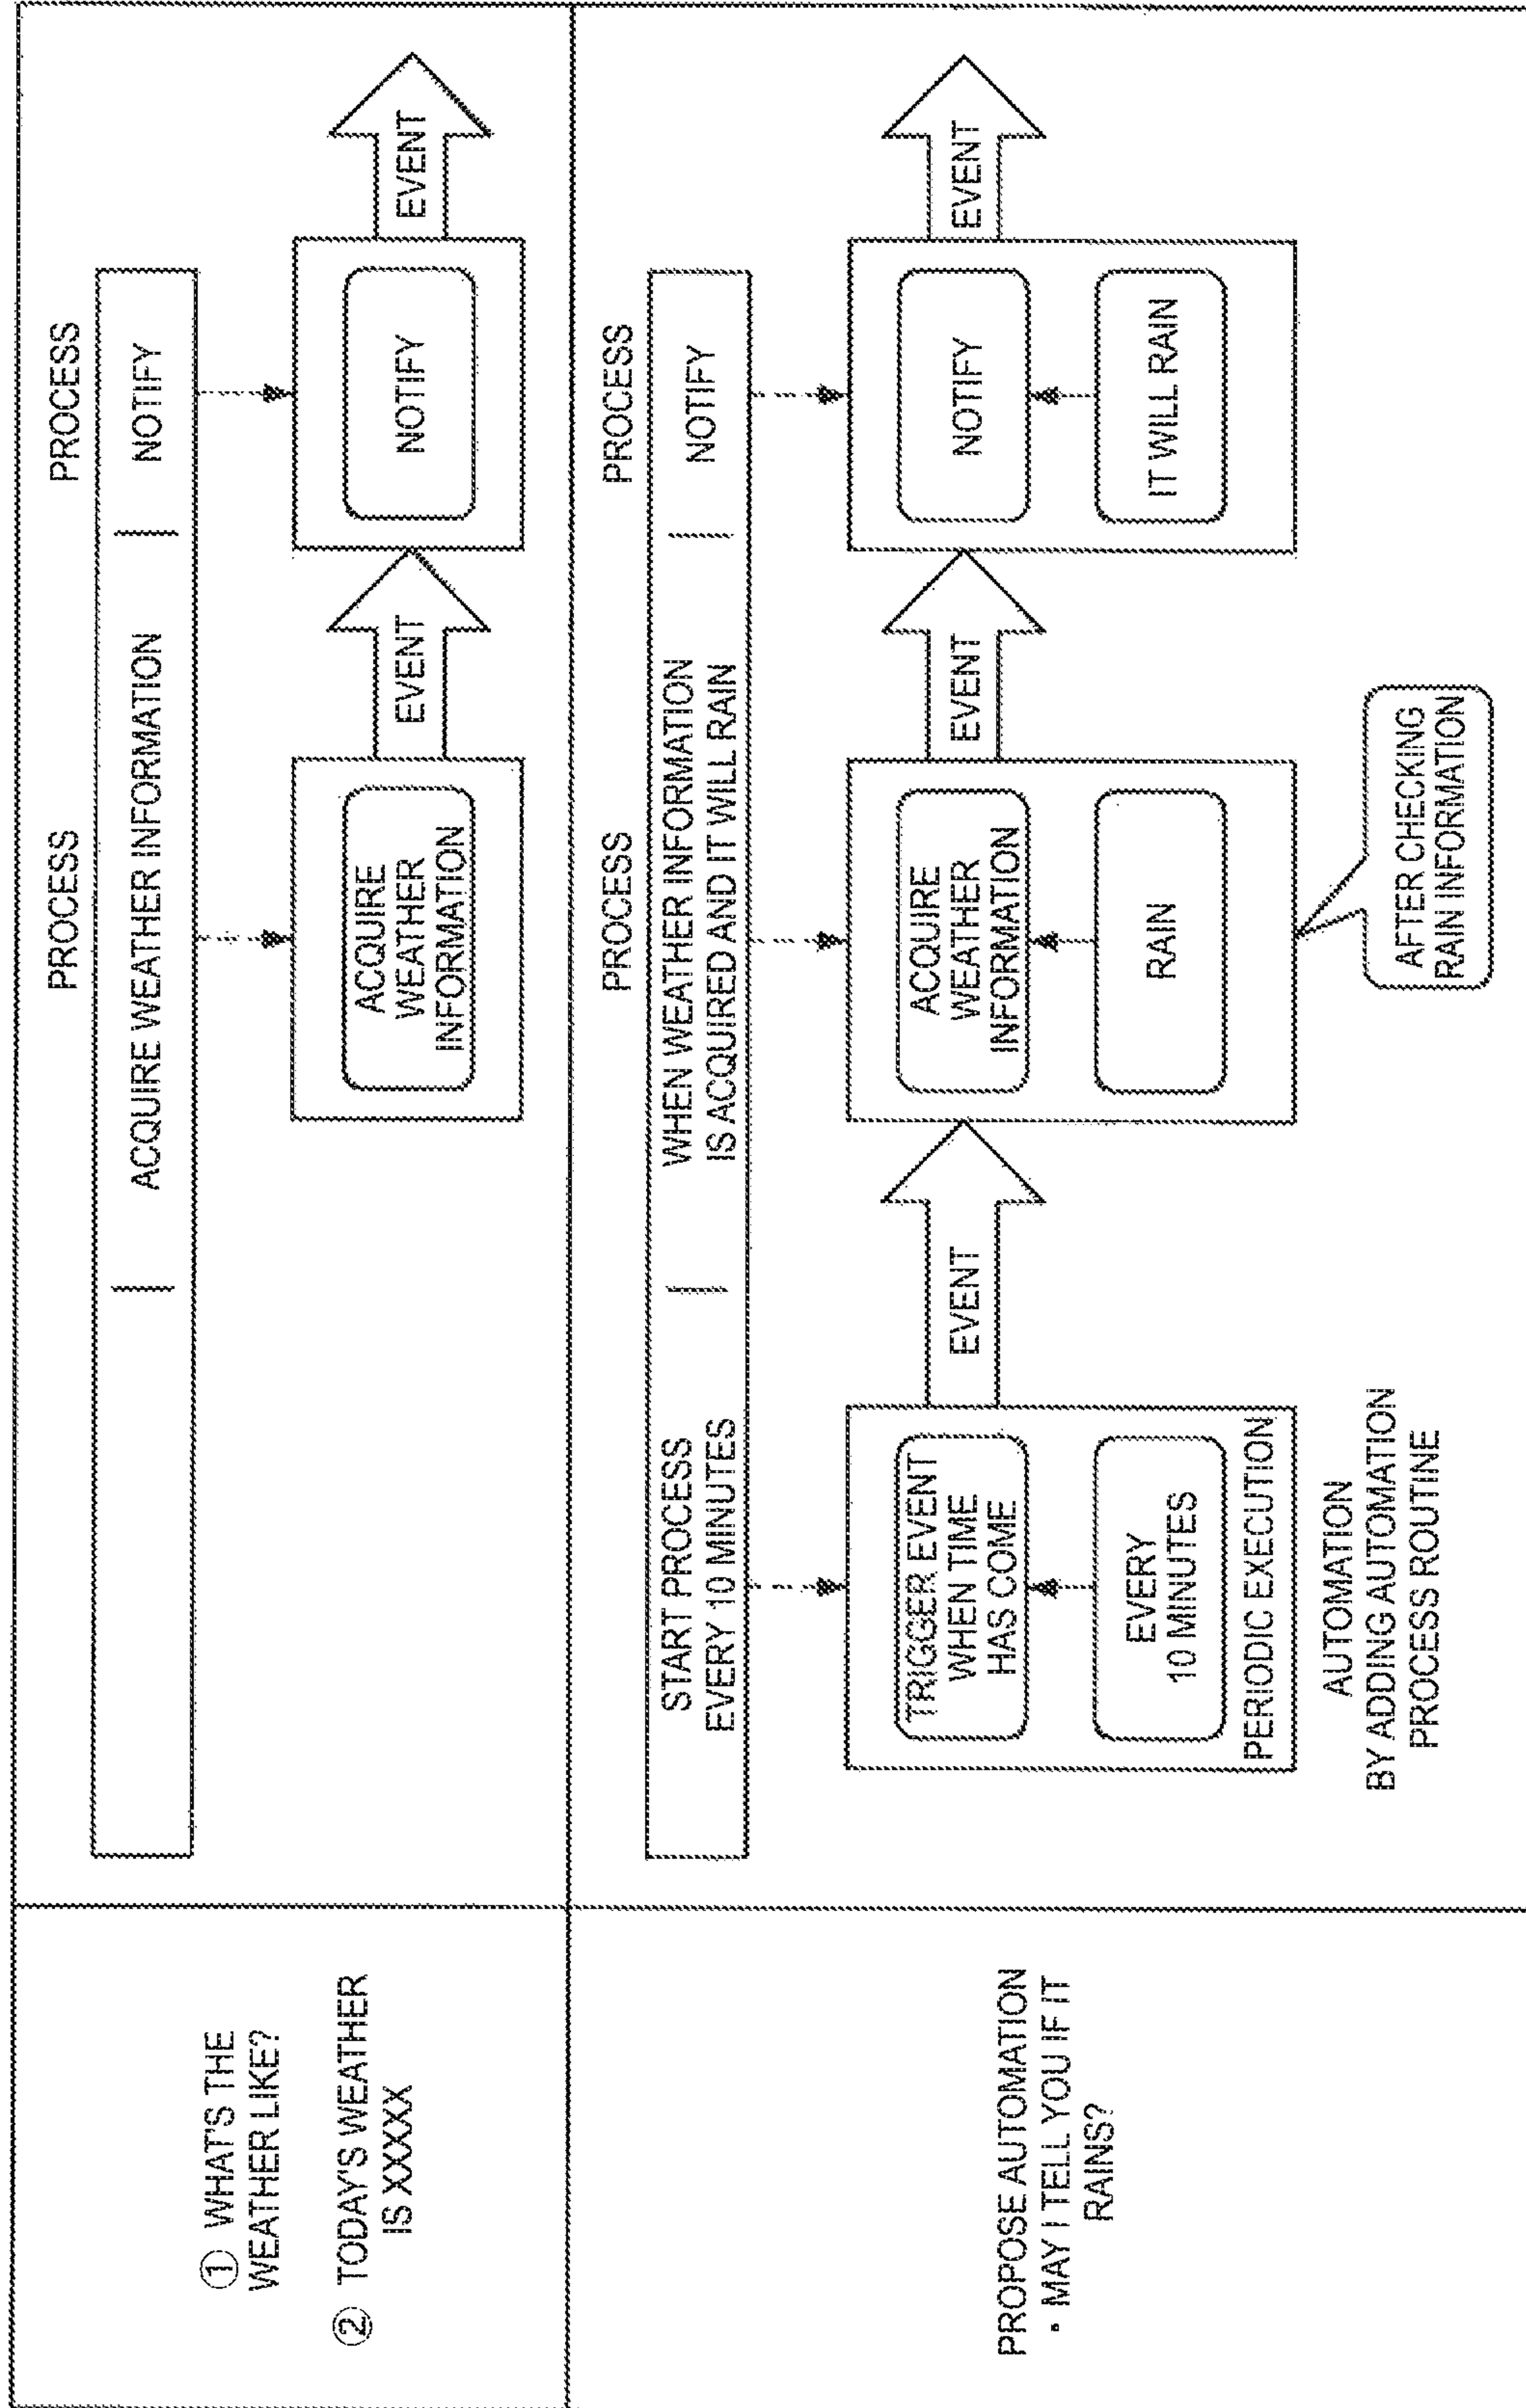 ① WHAT'S THE
WEATHER LIKE?
② TODAY'S WEATHER
IS XXXXX
PROCESS
PROCESS
ACQUIRE WEATHER INFORMATION
NOTIFY
ACQUIRE
WEATHER
INFORMATION
EVENT
NOTIFY
EVENT
PROPOSE AUTOMATION
• MAY I TELL YOU IF IT
RAINS?
PROCESS
PROCESS
START PROCESS
EVERY 10 MINUTES
WHEN WEATHER INFORMATION
IS ACQUIRED AND IT WILL RAIN
NOTIFY
TRIGGER EVENT
WHEN TIME
HAS COME
EVERY
10 MINUTES
PERIODIC EXECUTION
EVENT
ACQUIRE
WEATHER
INFORMATION
RAIN
EVENT
NOTIFY
IT WILL RAIN
EVENT
AUTOMATION
BY ADDING AUTOMATION
PROCESS ROUTINE
AFTER CHECKING
RAIN INFORMATION